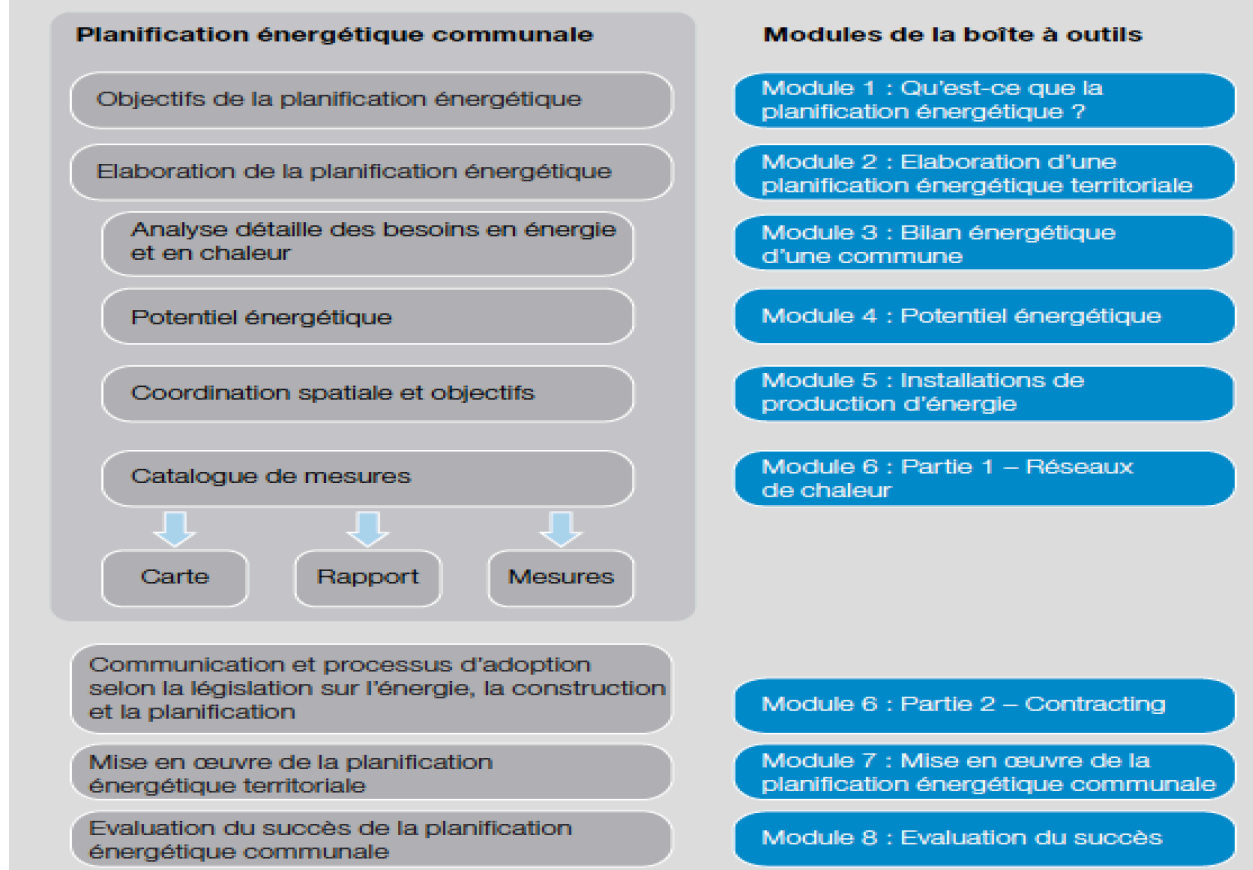 Planification énergétique communale
Objectifs de la planification énergétique
Elaboration de la planification énergétique
Analyse détaille des besoins en énergie
et en chaleur
Potentiel énergétique
Coordination spatiale et objectifs
Catalogue de mesures
Carte
Rapport
Mesures
Communication et processus d'adoption
selon la législation sur l'énergie, la construction
et la planification
Mise en œuvre de la planification
énergétique territoriale
Evaluation du succès de la planification
énergétique communale
Modules de la boîte à outils
Module 1 : Qu'est-ce que la
planification énergétique ?
Module 2 : Elaboration d'une
planification énergétique territoriale
Module 3 : Bilan énergétique
d'une commune
Module 4 : Potentiel énergétique
Module 5 : Installations de
production d'énergie
Module 6 : Partie 1 – Réseaux
de chaleur
Module 6 : Partie 2 – Contracting
Module 7 : Mise en œuvre de la
planification énergétique communale
Module 8 : Evaluation du succès